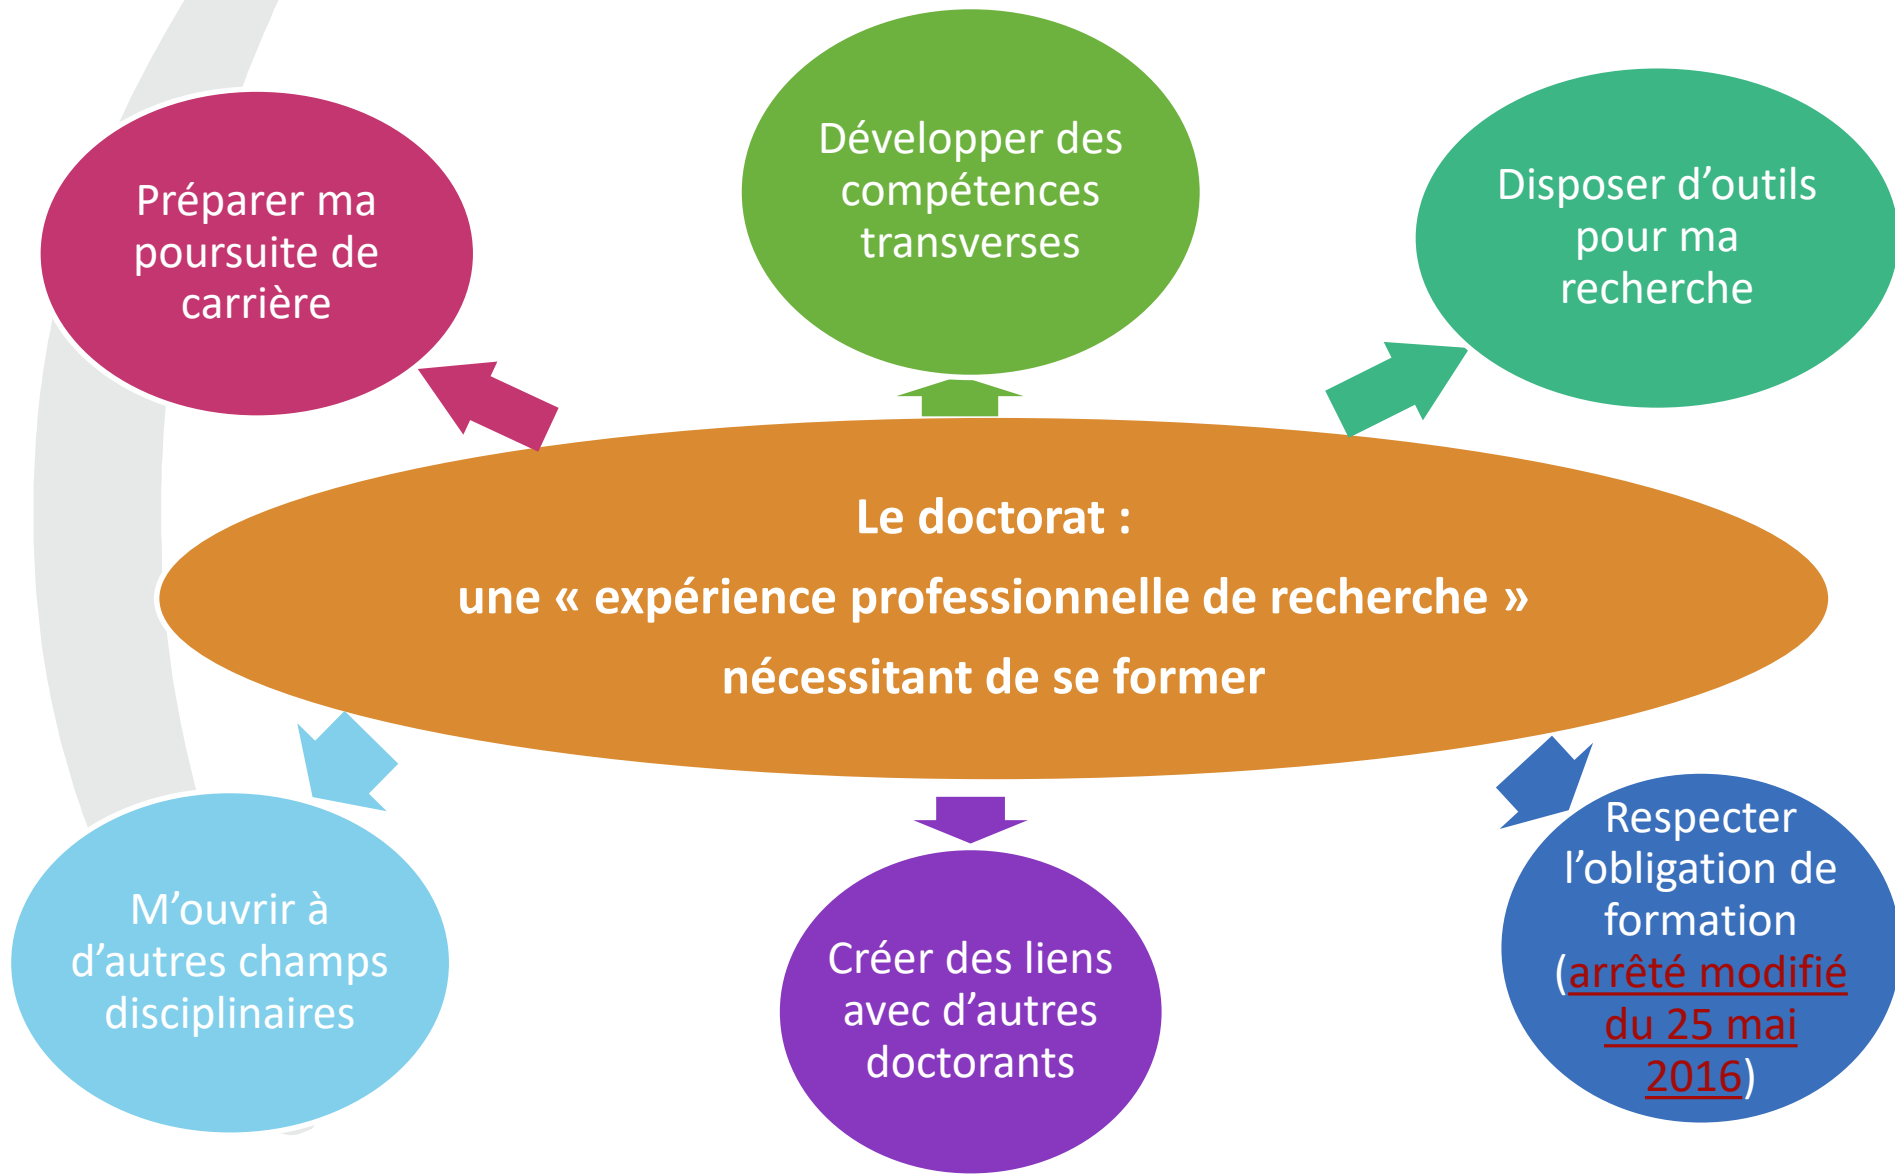 Préparer ma
poursuite de
carrière
Développer des
compétences
transverses
Disposer d’outils
pour ma
recherche
Le doctorat :
une « expérience professionnelle de recherche »
nécessitant de se former
M’ouvrir à
d’autres champs
disciplinaires
Créer des liens
avec d’autres
doctorants
Respecter
l’obligation de
formation
(arrêté modifié
du 25 mai
2016)